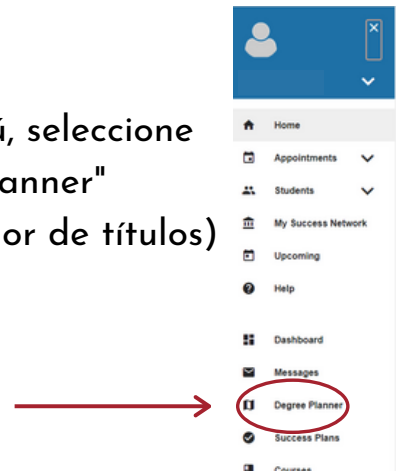 , seleccione
anner"
or de títulos)
Home
Appointments
Students
My Success Network
Upcoming
Help
Dashboard
Messages
Degree Planner
Success Plans
Courses